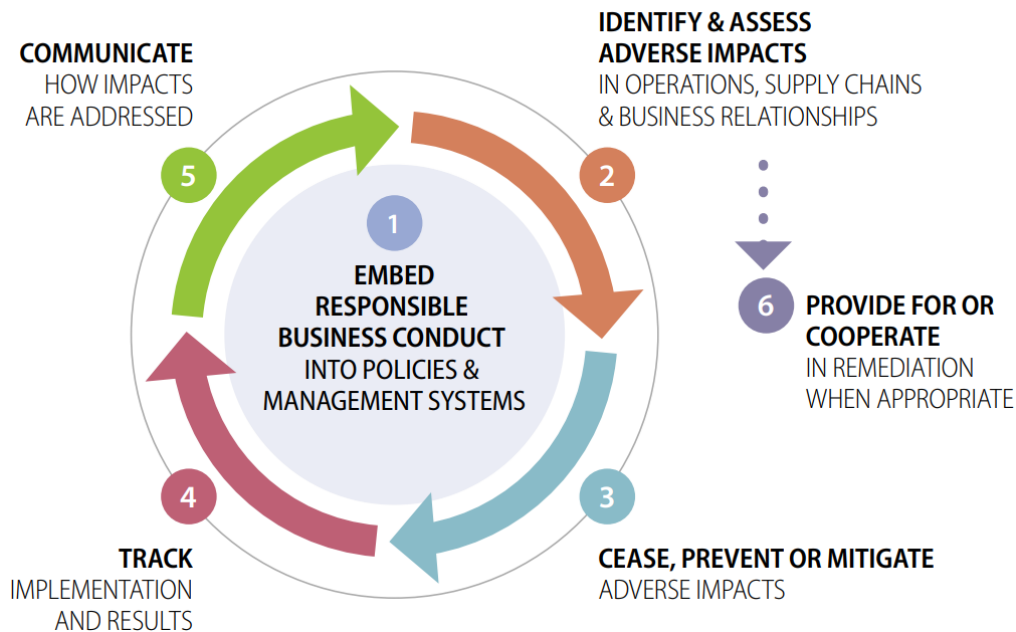 1
EMBED
RESPONSIBLE
BUSINESS CONDUCT
INTO POLICIES &
MANAGEMENT SYSTEMS
2
IDENTIFY & ASSESS
ADVERSE IMPACTS
IN OPERATIONS, SUPPLY CHAINS
& BUSINESS RELATIONSHIPS
3
CEASE, PREVENT OR MITIGATE
ADVERSE IMPACTS
4
TRACK
IMPLEMENTATION
AND RESULTS
5
COMMUNICATE
HOW IMPACTS
ARE ADDRESSED
6
PROVIDE FOR OR
COOPERATE
IN REMEDIATION
WHEN APPROPRIATE